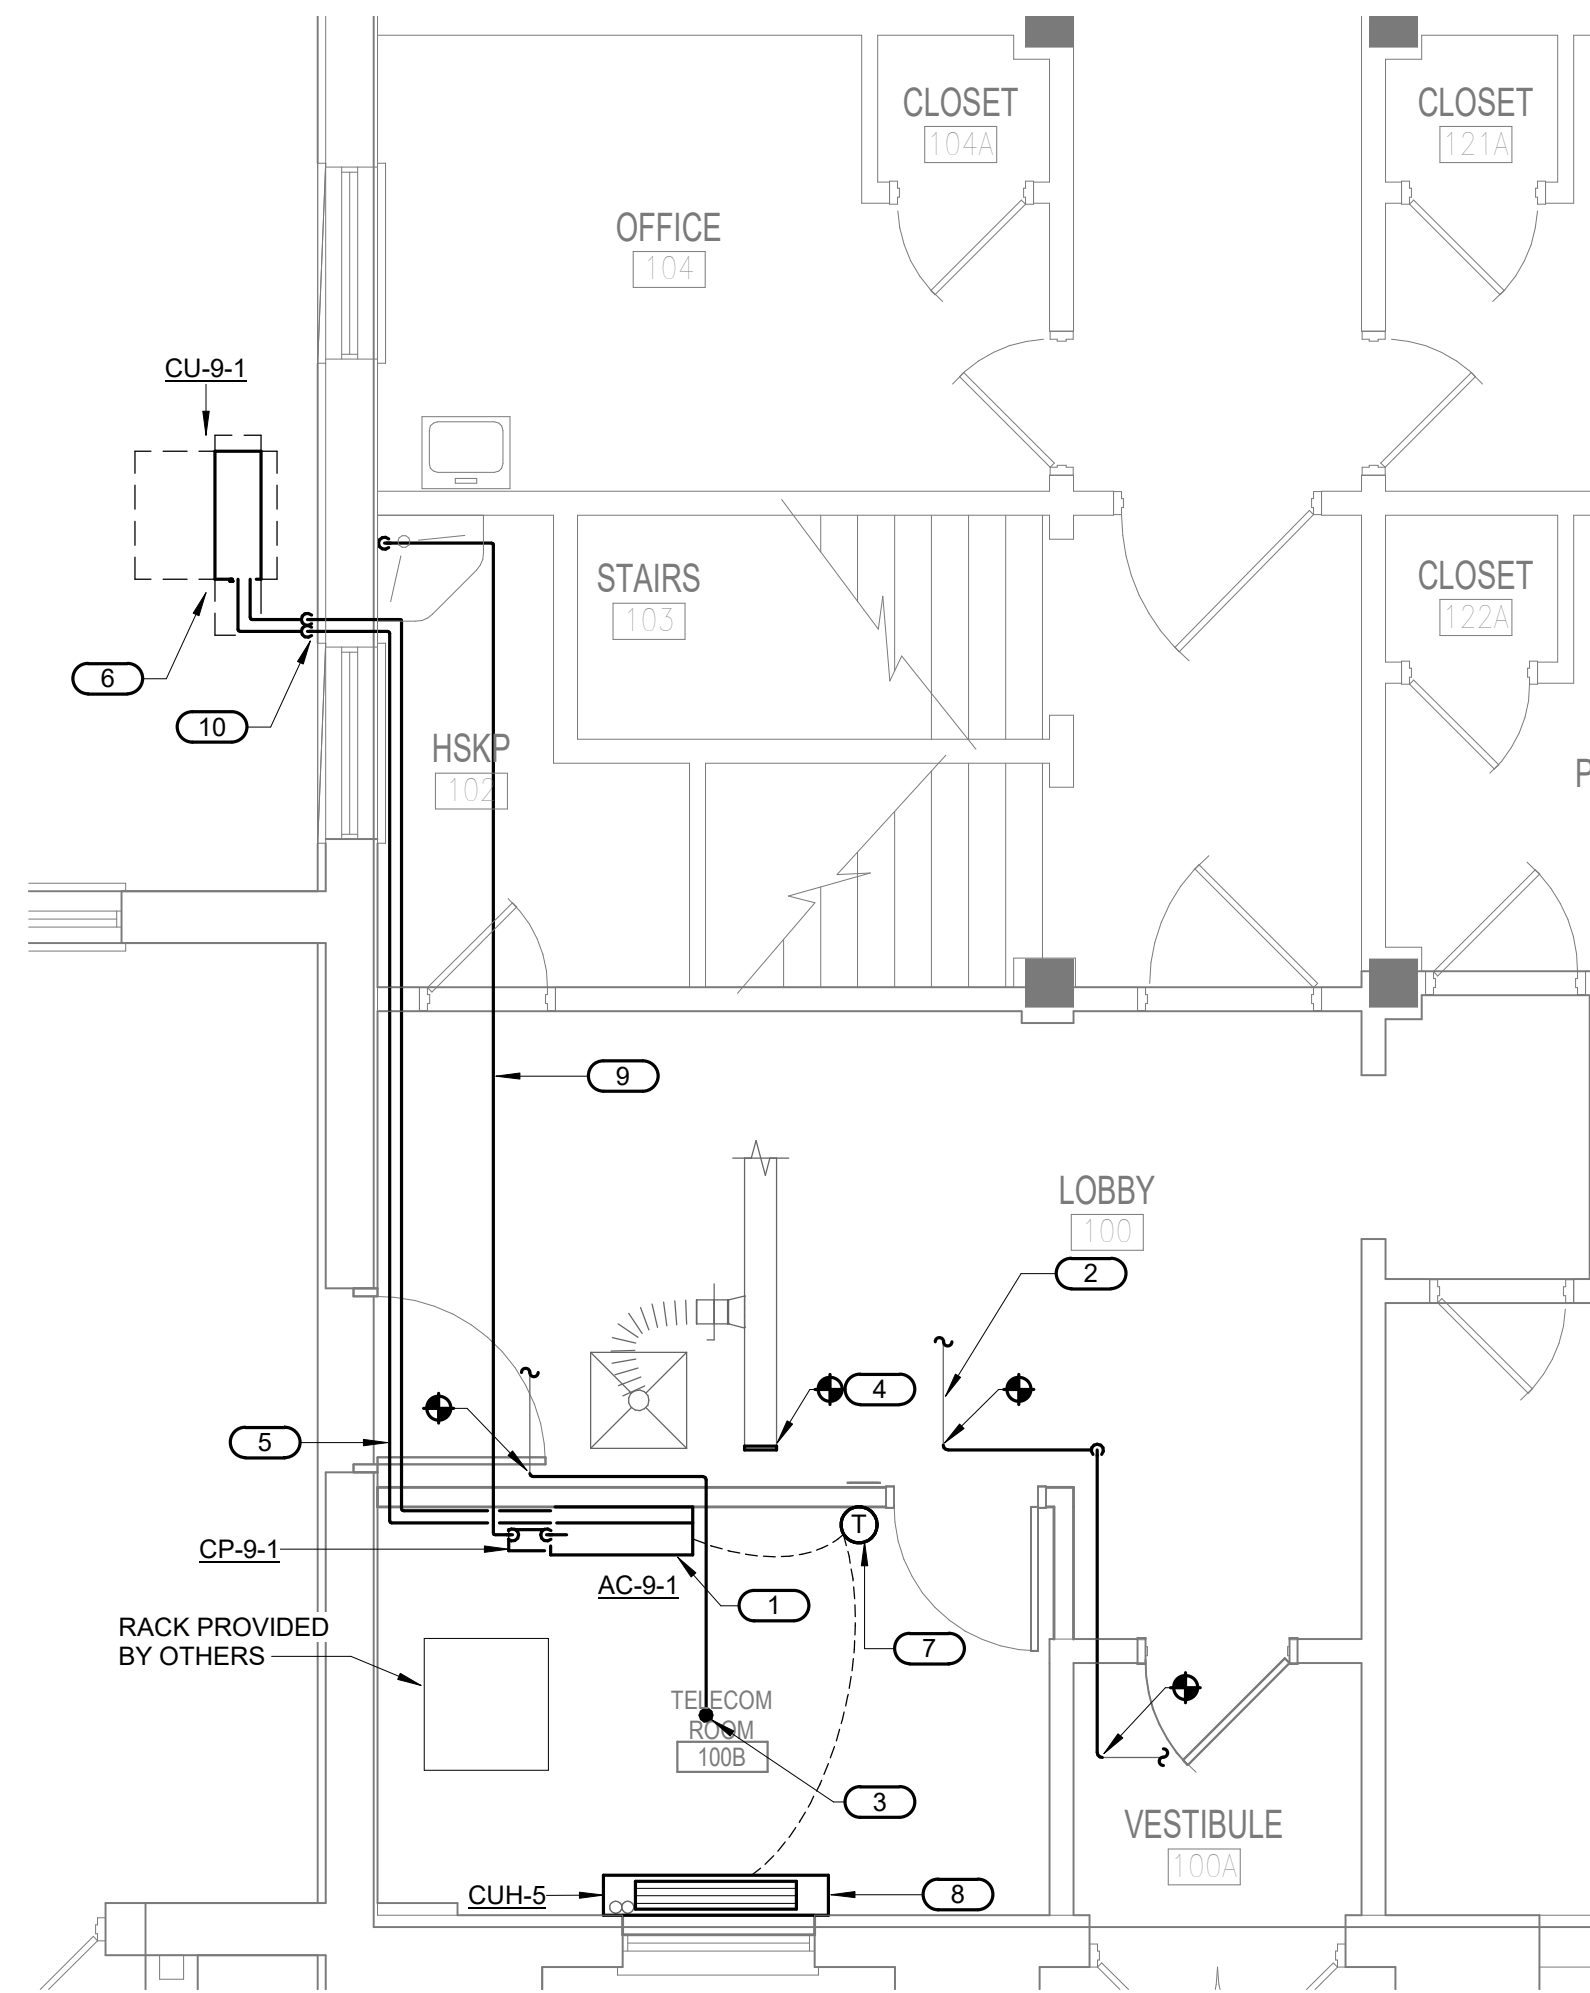 CLOSET
104A
CLOSET
121A
OFFICE
104
CU-9-1
STAIRS
103
CLOSET
122A
6
10
HSKP
102
P
9
LOBBY
100
2
4
5
T
CP-9-1
AC-9-1
1
RACK PROVIDED
BY OTHERS
7
TELECOM
ROOM
100B
3
VESTIBULE
100A
CUH-5
8